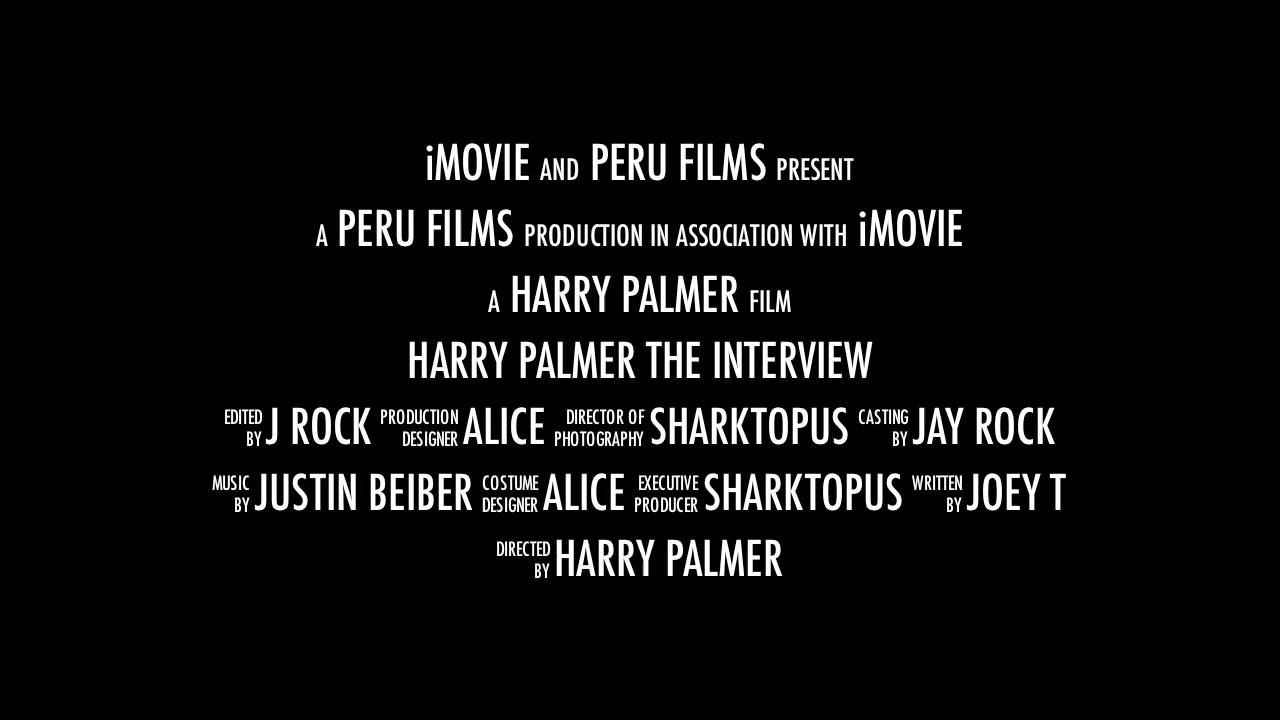 iMOVIE AND PERU FILMS PRESENT
A PERU FILMS PRODUCTION IN ASSOCIATION WITH iMOVIE
A HARRY PALMER FILM
HARRY PALMER THE INTERVIEW
EDITED BY J ROCK PRODUCTION DESIGNER ALICE DIRECTOR OF PHOTOGRAPHY SHARKTOPUS CASTING BY JAY ROCK
MUSIC BY JUSTIN BEIBER COSTUME DESIGNER ALICE EXECUTIVE PRODUCER SHARKTOPUS WRITTEN BY JOEY T
DIRECTED BY HARRY PALMER